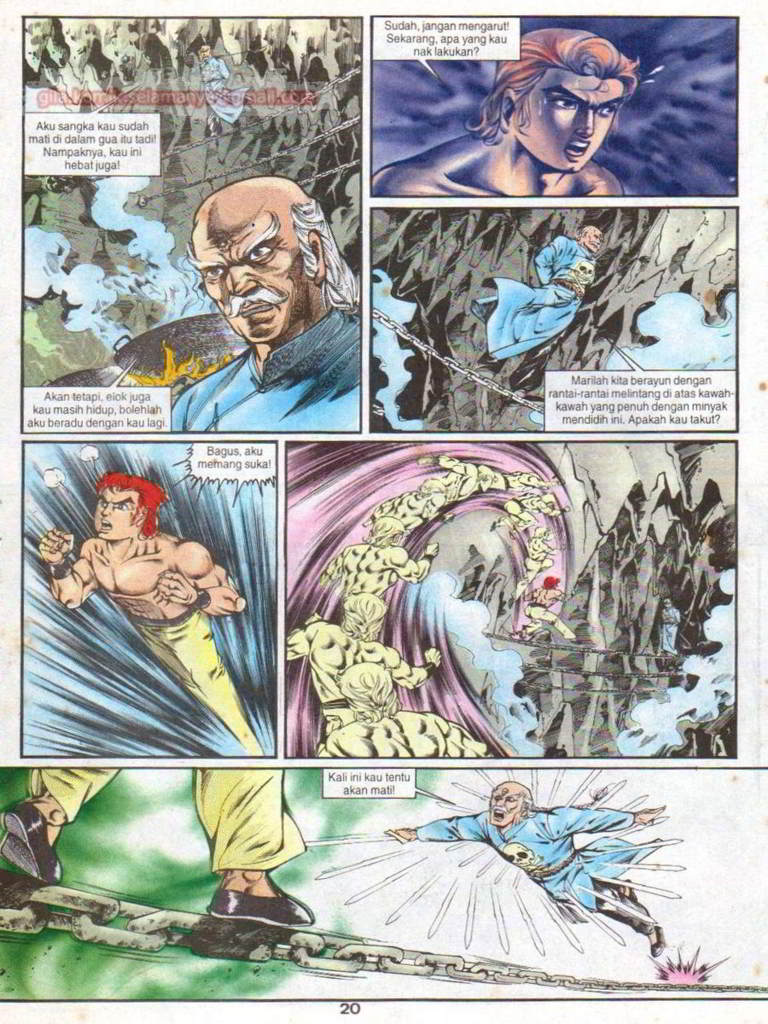 gila.komikselamanya@gmail.com
Aku sangka kau sudah
mati di dalam gua itu tadi!
Nampaknya, kau ini
hebat juga!
Akan tetapi, elok juga
kau masih hidup, bolehlah
aku beradu dengan kau lagi.
Sudah, jangan mengarut!
Sekarang, apa yang kau
nak lakukan?
Marilah kita berayun dengan
rantai-rantai melintang di atas kawah-
kawah yang penuh dengan minyak
mendidih ini. Apakah kau takut?
Bagus, aku
memang suka!
Kali ini kau tentu
akan mati!
20